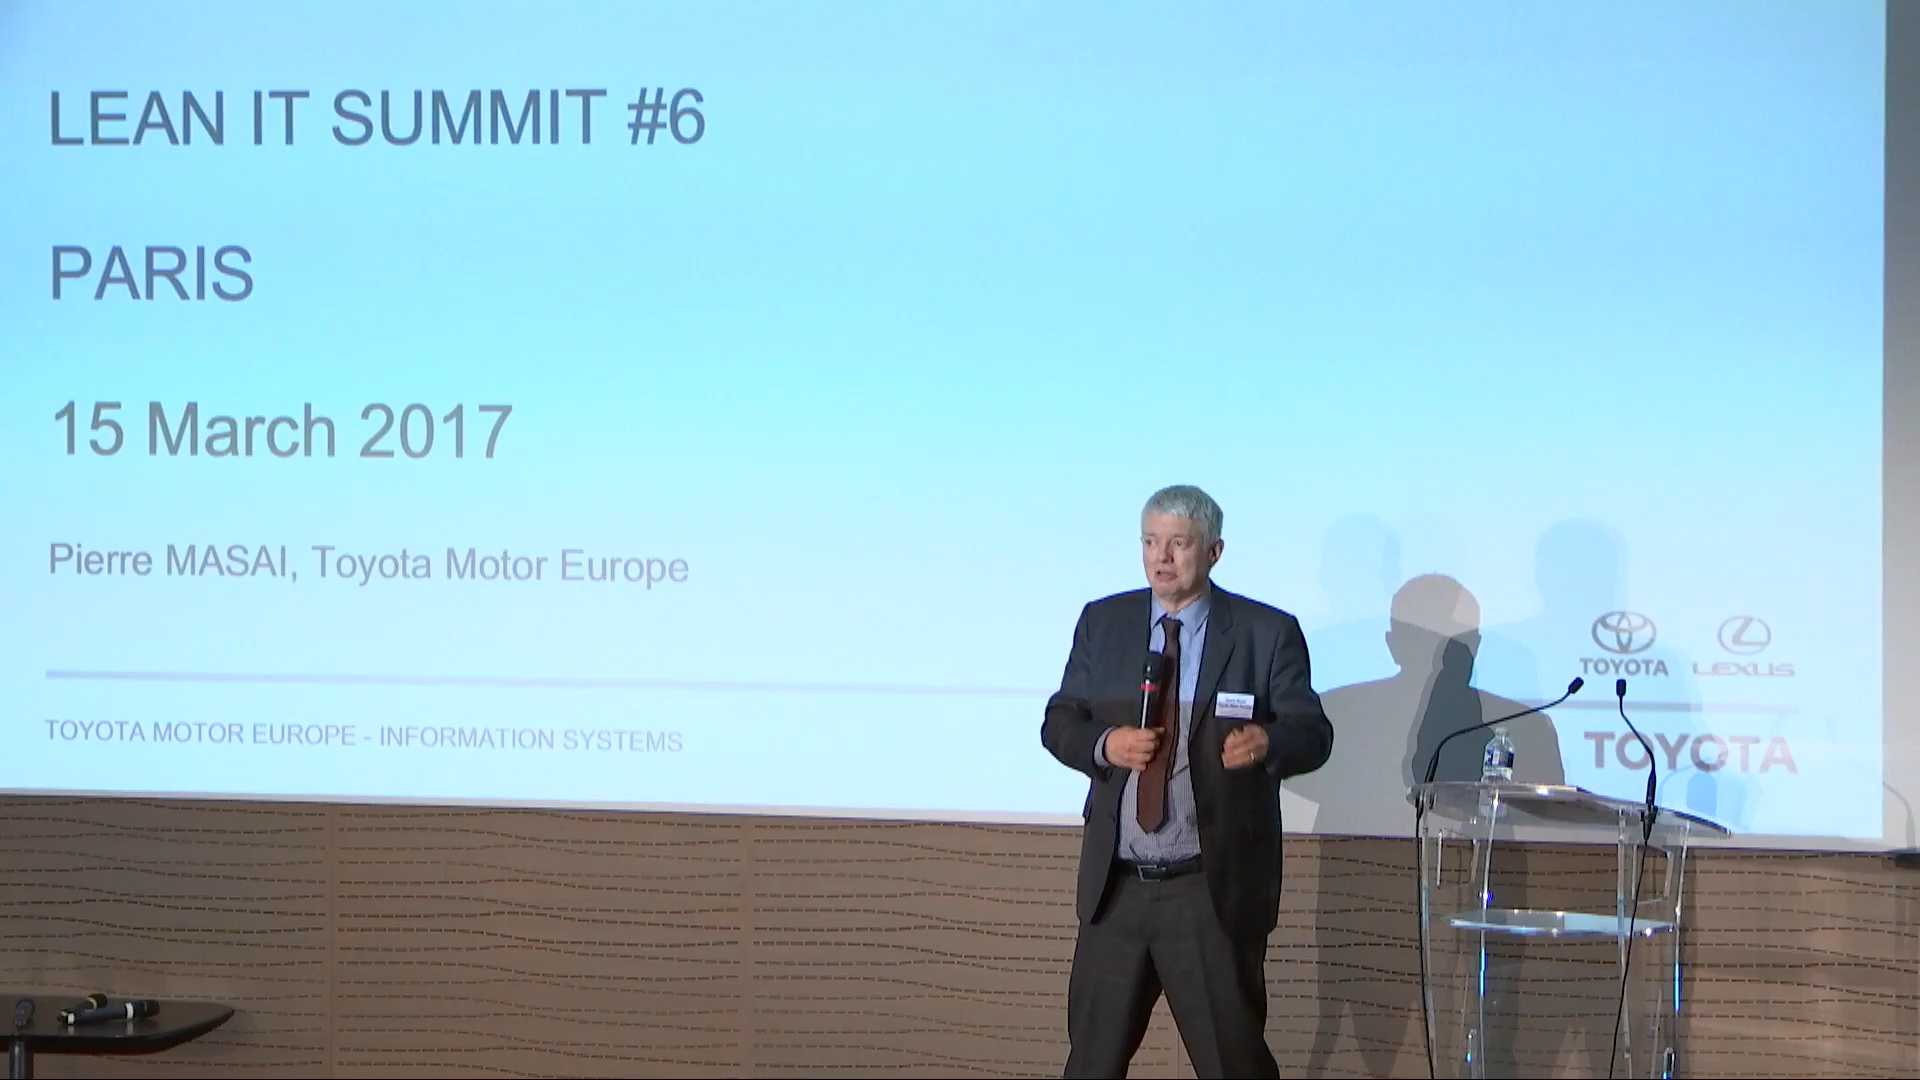 LEAN IT SUMMIT #6
PARIS
15 March 2017
Pierre MASAI, Toyota Motor Europe
TOYOTA LEXUS
TOYOTA MOTOR EUROPE - INFORMATION SYSTEMS
TOYOTA